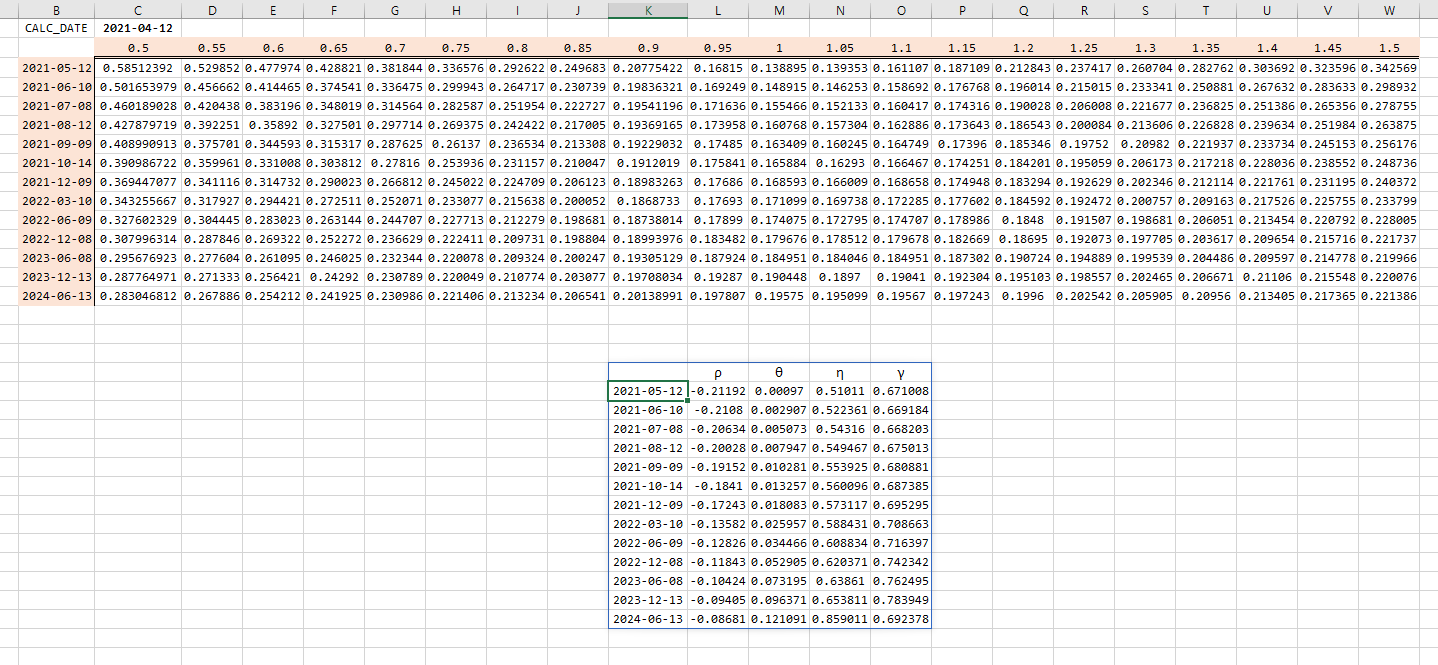 B C D E F G H I J K L M N O P Q R S T U V W
CALC_DATE 2021-04-12
0.5 0.55 0.6 0.65 0.7 0.75 0.8 0.85 0.9 0.95 1 1.05 1.1 1.15 1.2 1.25 1.3 1.35 1.4 1.45 1.5
2021-05-12 0.58512392 0.529852 0.477974 0.428821 0.381844 0.336576 0.292622 0.249683 0.20775422 0.16815 0.138895 0.139353 0.161107 0.187109 0.212843 0.237417 0.260704 0.282762 0.303692 0.323596 0.342569
2021-06-10 0.501653979 0.456662 0.414465 0.374541 0.336475 0.299943 0.264717 0.230739 0.19836321 0.169249 0.148915 0.146253 0.158692 0.176768 0.196014 0.215015 0.233341 0.250881 0.267632 0.283633 0.298932
2021-07-08 0.460189028 0.420438 0.383196 0.348019 0.314564 0.282587 0.251954 0.222727 0.19541196 0.171636 0.155466 0.152133 0.160417 0.174316 0.190028 0.206008 0.221677 0.236825 0.251386 0.265356 0.278755
2021-08-12 0.427879719 0.392251 0.35892 0.327501 0.297714 0.269375 0.242422 0.217005 0.19369165 0.173958 0.160768 0.157304 0.162886 0.173643 0.186543 0.200084 0.213606 0.226828 0.239634 0.251984 0.263875
2021-09-09 0.408990913 0.375701 0.344593 0.315317 0.287625 0.26137 0.236534 0.213308 0.19229032 0.17485 0.163409 0.160245 0.164749 0.17396 0.185346 0.19752 0.20982 0.221937 0.233734 0.245153 0.256176
2021-10-14 0.390986722 0.359961 0.331008 0.303812 0.27816 0.253936 0.231157 0.210047 0.1912019 0.175841 0.165884 0.16293 0.166467 0.174251 0.184201 0.195059 0.206173 0.217218 0.228036 0.238552 0.248736
2021-12-09 0.369447077 0.341116 0.314732 0.290023 0.266812 0.245022 0.224709 0.206123 0.18983263 0.17686 0.168593 0.166009 0.168658 0.174948 0.183294 0.192629 0.202346 0.212114 0.221761 0.231195 0.240372
2022-03-10 0.343255667 0.317927 0.294421 0.272511 0.252071 0.233077 0.215638 0.200052 0.1868733 0.17693 0.171099 0.169738 0.172285 0.177602 0.184592 0.192472 0.200757 0.209163 0.217526 0.225755 0.233799
2022-06-09 0.327602329 0.304445 0.283023 0.263144 0.244707 0.227713 0.212279 0.198681 0.18738014 0.17899 0.174075 0.172795 0.174707 0.178986 0.1848 0.191507 0.198681 0.206051 0.213454 0.220792 0.228005
2022-12-08 0.307996314 0.287846 0.269322 0.252272 0.236629 0.222411 0.209731 0.198804 0.18993976 0.183482 0.179676 0.178512 0.179678 0.182669 0.18695 0.192073 0.197705 0.203617 0.209654 0.215716 0.221737
2023-06-08 0.295676923 0.277604 0.261095 0.246025 0.232344 0.220078 0.209324 0.200247 0.19305129 0.187924 0.184951 0.184046 0.184951 0.187302 0.190724 0.194889 0.199539 0.204486 0.209597 0.214778 0.219966
2023-12-13 0.287764971 0.271333 0.256421 0.24292 0.230789 0.220049 0.210774 0.203077 0.19708034 0.19287 0.190448 0.1897 0.19041 0.192304 0.195103 0.198557 0.202465 0.206671 0.21106 0.215548 0.220076
2024-06-13 0.283046812 0.267886 0.254212 0.241925 0.230986 0.221406 0.213234 0.206541 0.20138991 0.197807 0.19575 0.195099 0.19567 0.197243 0.1996 0.202542 0.205905 0.20956 0.213405 0.217365 0.221386
ρ θ η γ
2021-05-12 -0.21192 0.00097 0.51011 0.671008
2021-06-10 -0.2108 0.002907 0.522361 0.669184
2021-07-08 -0.20634 0.005073 0.54316 0.668203
2021-08-12 -0.20028 0.007947 0.549467 0.675013
2021-09-09 -0.19152 0.010281 0.553925 0.680881
2021-10-14 -0.1841 0.013257 0.560096 0.687385
2021-12-09 -0.17243 0.018083 0.573117 0.695295
2022-03-10 -0.13582 0.025957 0.588431 0.708663
2022-06-09 -0.12826 0.034466 0.608834 0.716397
2022-12-08 -0.11843 0.052905 0.620371 0.742342
2023-06-08 -0.10424 0.073195 0.63861 0.762495
2023-12-13 -0.09405 0.096371 0.653811 0.783949
2024-06-13 -0.08681 0.121091 0.859011 0.692378